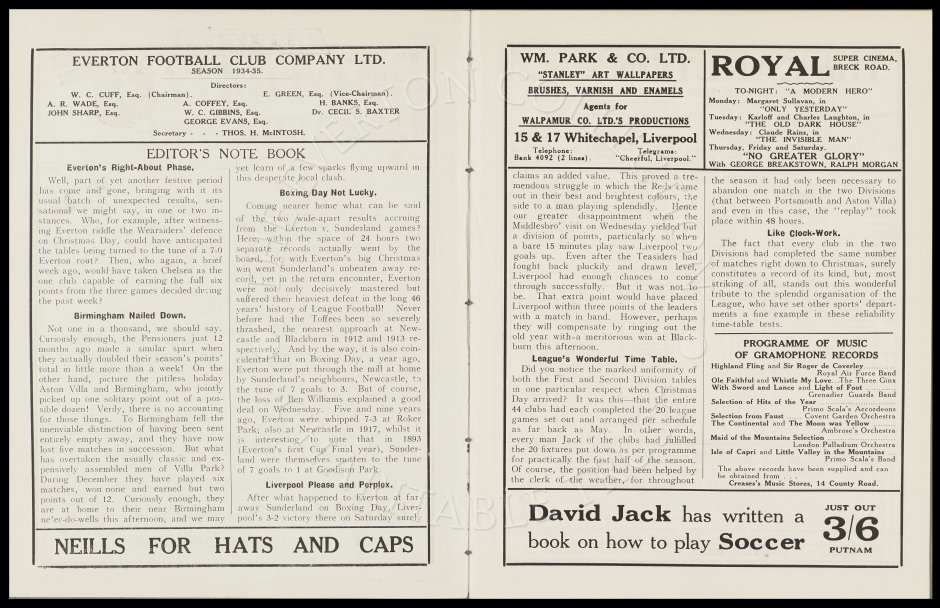 EVERTON FOOTBALL CLUB COMPANY LTD.
SEASON 1934-35.
Directors:
W. C. CUFF, Esq. (Chairman). E. GREEN, Esq. (Vice-Chairman).
A. R. WADE, Esq. A. COFFEY, Esq. H. BANKS, Esq.
JOHN SHARP, Esq. W. C. GIBBINS, Esq. Dr. CECIL S. BAXTER
GEORGE EVANS, Esq.
Secretary - - - THOS. H. McINTOSH.
EDITOR'S NOTE BOOK
Everton's Right-About Phase.
Well, part of yet another festive period
has come and gone, bringing with it its
usual batch of unexpected results, sen-
sational we might say, in one or two in-
stances. Who, for example, after witness-
ing Everton riddle the Wearsiders' defence
on Christmas Day, could have anticipated
the tables being turned to the tune of a 7-0
Everton rout? Then, who again, a brief
week ago, would have taken Chelsea as the
one club capable of earning the full six
points from the three games decided during
the past week?
Birmingham Nailed Down.
Not one in a thousand, we should say.
Curiously enough, the Pensioners just 12
months ago made a similar spurt when
they actually doubled their season's points'
total in little more than a week! On the
other hand, picture the pitiless holiday
Aston Villa and Birmingham, who jointly
picked up one solitary point out of a pos-
sible dozen! Verily, there is no accounting
for those things. To Birmingham fell the
unenviable distinction of having been sent
entirely empty away, and they have now
lost five matches in succession. But what
has overtaken the usually classic and ex-
pensively assembled men of Villa Park?
During December they have played six
matches, won none and earned but two
points out of 12. Curiously enough, they
are at home to their near Birmingham
ne'er-do-wells this afternoon, and we may
yet learn of a few sparks flying upward in
this desperate local clash.
Boxing Day Not Lucky.
Coming nearer home what can be said
of the two wide-apart results accruing
from the Everton v. Sunderland games?
Here, within the space of 24 hours two
separate records actually went by the
board, for with Everton's big Christmas
win went Sunderland's unbeaten away re-
cord, yet in the return encounter, Everton
were not only decisively mastered but
suffered their heaviest defeat in the long 46
years' history of League Football! Never
before had the Toffees been so severely
thrashed, the nearest approach at New-
castle and Blackburn in 1912 and 1913 re-
spectively. And by the way, it is also coin-
cidental that on Boxing Day, a year ago,
Everton were put through the mill at home
by Sunderland's neighbours, Newcastle, to
the tune of 7 goals to 3. But of course,
the loss of Ben Williams explained a good
deal on Wednesday. Five and nine years
ago, Everton were whipped 7-3 at Roker
Park; also at Newcastle in 1917, whilst it
is interesting to note that in 1893
(Everton's first Cup Final year), Sunder-
land were themselves smitten to the tune
of 7 goals to 1 at Goodison Park.
Liverpool Please and Perplex.
After what happened to Everton at far-
away Sunderland on Boxing Day, Liver-
pool's 3-2 victory there on Saturday surely
NEILLS FOR HATS AND CAPS
WM. PARK & CO. LTD.
"STANLEY" ART WALLPAPERS
BRUSHES, VARNISH AND ENAMELS
Agents for
WALPAMUR CO. LTD.'S PRODUCTIONS
15 & 17 Whitechapel, Liverpool
Telephone: Telegrams:
Bank 4092 (2 lines). "Cheerful, Liverpool."
ROYAL SUPER CINEMA,
BRECK ROAD.
TO-NIGHT: "A MODERN HERO"
Monday: Margaret Sullavan, in
"ONLY YESTERDAY"
Tuesday: Karloff and Charles Laughton, in
"THE OLD DARK HOUSE"
Wednesday: Claude Rains, in
"THE INVISIBLE MAN"
Thursday, Friday and Saturday.
"NO GREATER GLORY"
With GEORGE BREAKSTOWN, RALPH MORGAN
claims an added value. This proved a tre-
mendous struggle in which the Reds came
out in their best and brightest colours, the
side to a man playing splendidly. Hence
our greater disappointment when the
Middlesbro' visit on Wednesday yielded but
a division of points, particularly so when
a bare 15 minutes play saw Liverpool two
goals up. Even after the Teasiders had
fought back pluckily and drawn level,
Liverpool had enough chances to come
through successfully. But it was not to
be. That extra point would have placed
Liverpool within three points of the leaders
with a match in hand. However, perhaps
they will compensate by ringing out the
old year with a meritorious win at Black-
burn this afternoon.
League's Wonderful Time Table.
Did you notice the marked uniformity of
both the First and Second Division tables
in one particular respect when Christmas
Day arrived? It was this—that the entire
44 clubs had each completed the 20 league
games set out and arranged per schedule
as far back as May. In other words,
every man Jack of the clubs had fulfilled
the 20 fixtures put down as per programme
for practically the first half of the season.
Of course, the position had been helped by
the clerk of the weather, for throughout
the season it had only been necessary to
abandon one match in the two Divisions
(that between Portsmouth and Aston Villa)
and even in this case, the "replay" took
place within 48 hours.
Like Clock-Work.
The fact that every club in the two
Divisions had completed the same number
of matches right down to Christmas, surely
constitutes a record of its kind, but, most
striking of all, stands out this wonderful
tribute to the splendid organisation of the
League, who have set other sports' depart-
ments a fine example in these reliability
time-table tests.
PROGRAMME OF MUSIC
OF GRAMOPHONE RECORDS
Highland Fling and Sir Roger de Coverley
Royal Air Force Band
Ole Faithful and Whistle My Love...The Three Ginx
With Sword and Lance and Light of Foot
Grenadier Guards Band
Selection of Hits of the Year
Primo Scala's Accordeons
Selection from Faust ..... Covent Garden Orchestra
The Continental and The Moon was Yellow
Ambrose's Orchestra
Maid of the Mountains Selection
London Palladium Orchestra
Isle of Capri and Little Valley in the Mountains
Primo Scala's Band
The above records have been supplied and can
be obtained from . . .
Crease's Music Stores, 14 County Road.
David Jack has written a
book on how to play Soccer
JUST OUT
3/6
PUTNAM